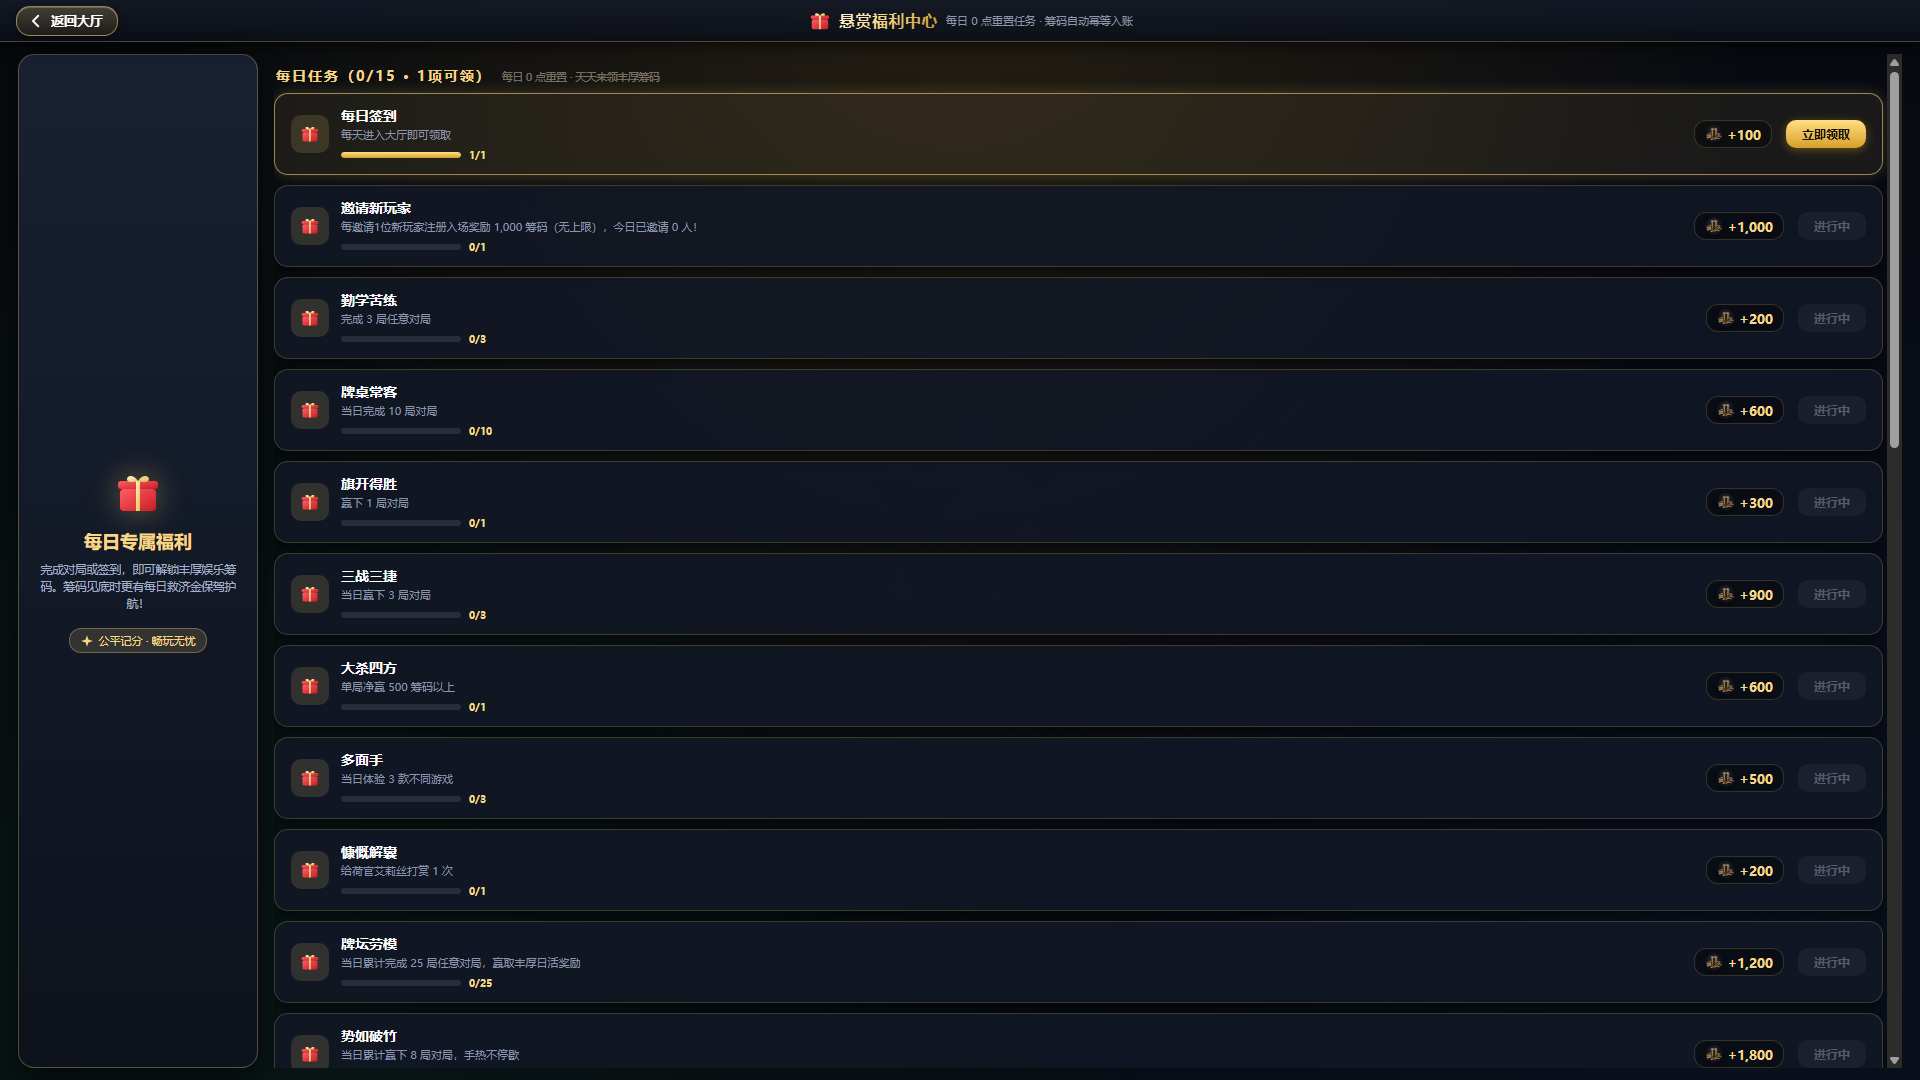 返回大厅
悬赏福利中心 每日 0 点重置任务 · 筹码自动幂等入账
每日专属福利
完成对局或签到，即可解锁丰厚娱乐筹
码。筹码见底时更有每日救济金保驾护
航！
公平记分 · 畅玩无忧
每日任务（0/15 • 1项可领） 每日 0 点重置 · 天天来领丰厚筹码
每日签到
每天进入大厅即可领取
1/1
+100 立即领取
邀请新玩家
每邀请1位新玩家注册入场奖励 1,000 筹码（无上限），今日已邀请 0 人！
0/1
+1,000 进行中
勤学苦练
完成 3 局任意对局
0/3
+200 进行中
牌桌常客
当日完成 10 局对局
0/10
+600 进行中
旗开得胜
赢下 1 局对局
0/1
+300 进行中
三战三捷
当日赢下 3 局对局
0/3
+900 进行中
大杀四方
单局净赢 500 筹码以上
0/1
+600 进行中
多面手
当日体验 3 款不同游戏
0/3
+500 进行中
慷慨解囊
给荷官艾莉丝打赏 1 次
0/1
+200 进行中
牌坛劳模
当日累计完成 25 局任意对局，赢取丰厚日活奖励
0/25
+1,200 进行中
势如破竹
当日累计赢下 8 局对局，手热不停歇
+1,800 进行中